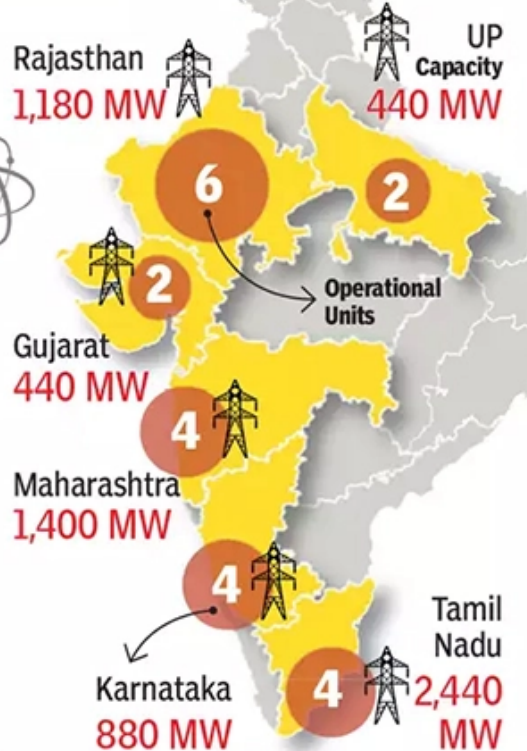 Rajasthan
1,180 MW
UP
Capacity
440 MW
6
2
Operational
Units
2
Gujarat
440 MW
4
Maharashtra
1,400 MW
4
Karnataka
880 MW
4
Tamil
Nadu
2,440
MW